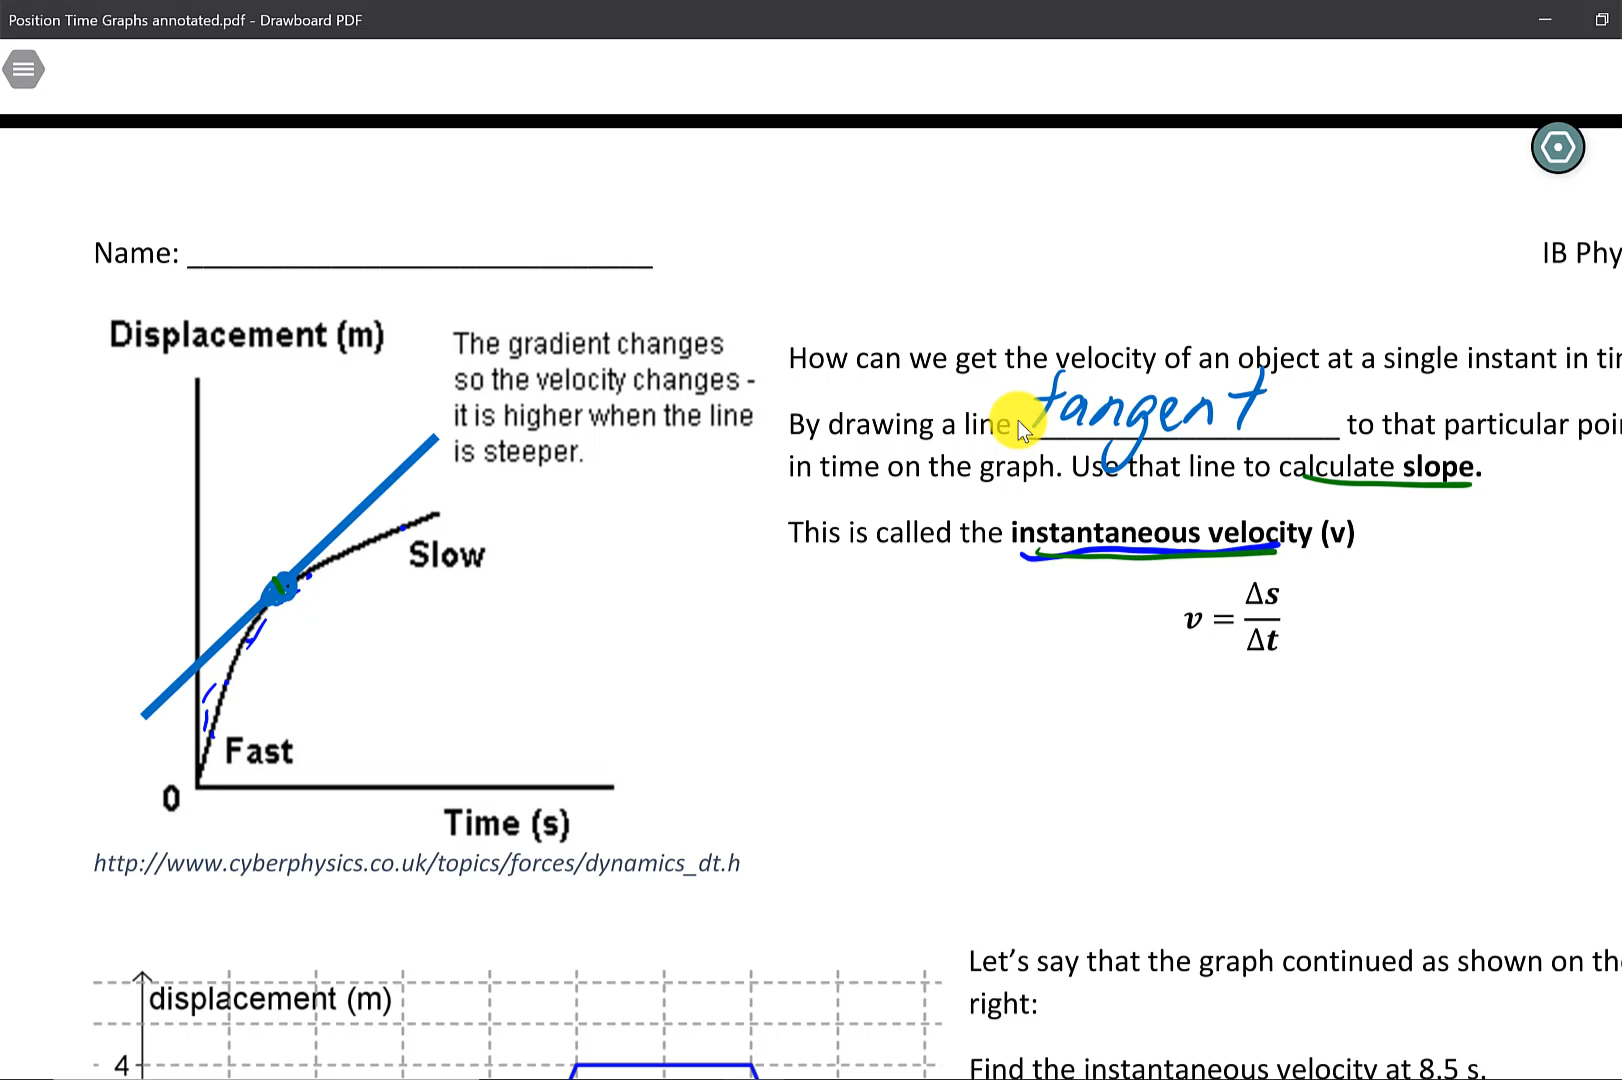 Position Time Graphs annotated.pdf - Drawboard PDF
Name: ______________________________
IB Phy
Displacement (m)
The gradient changes
so the velocity changes -
it is higher when the line
is steeper.
Slow
Fast
0
Time (s)
http://www.cyberphysics.co.uk/topics/forces/dynamics_dt.h
How can we get the velocity of an object at a single instant in tim
By drawing a line tangent to that particular poin
in time on the graph. Use that line to calculate slope.
This is called the instantaneous velocity (v)
v = Δs/Δt
displacement (m)
4
Let’s say that the graph continued as shown on the
right:
Find the instantaneous velocity at 8.5 s.